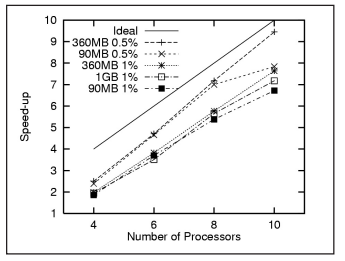 10
9
8
7
6
5
4
3
2
1
Speed-up
Ideal
360MB 0.5%
90MB 0.5%
360MB 1%
1GB 1%
90MB 1%
4
6
8
10
Number of Processors